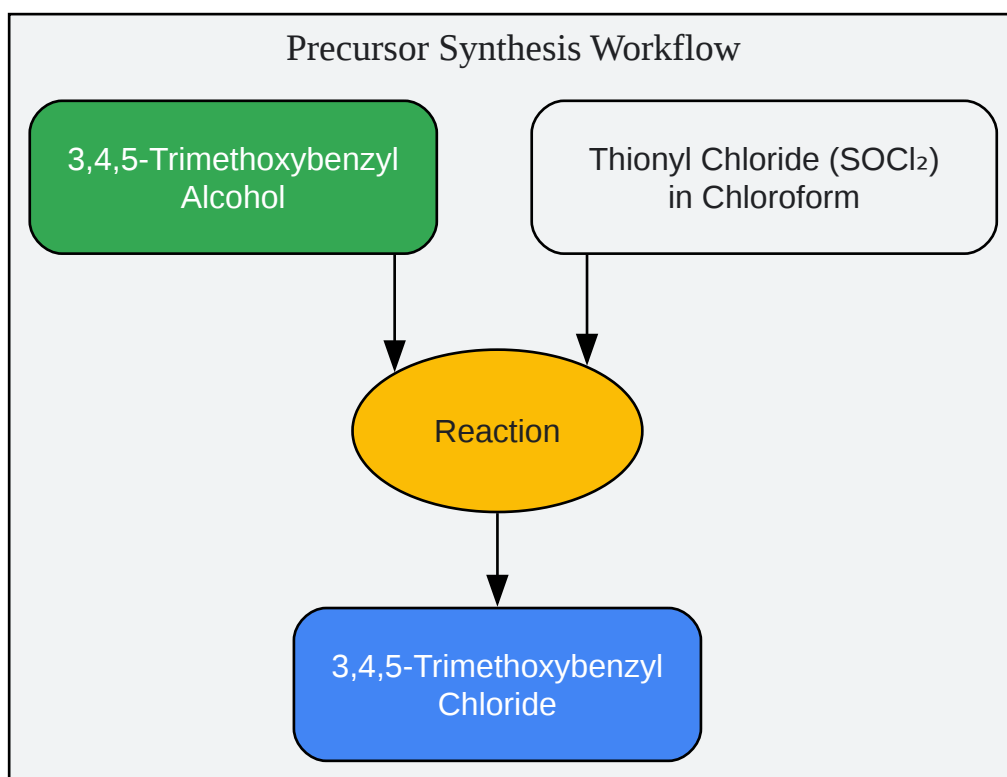 Precursor Synthesis Workflow
3,4,5-Trimethoxybenzyl
Alcohol
Thionyl Chloride (SOCl₂)
in Chloroform
Reaction
3,4,5-Trimethoxybenzyl
Chloride